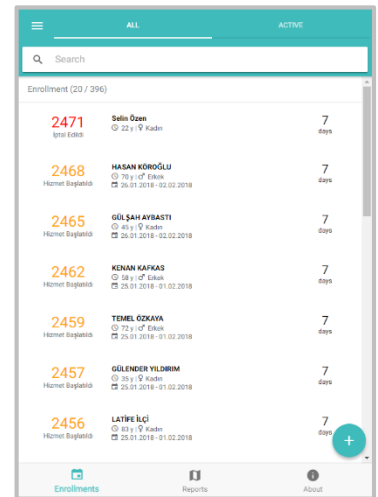 ALL ACTIVE
Search
Enrollment (20 / 396)
2471
İptal Edildi
Selin Özen
22 y | Kadın
7
days
2468
Hizmet Başlatıldı
HASAN KÖROĞLU
70 y | Erkek
26.01.2018-02.02.2018
7
days
2465
Hizmet Başlatıldı
GÜLŞAH AYBASTI
45 y | Kadın
26.01.2018-02.02.2018
7
days
2462
Hizmet Başlatıldı
KENAN KAFKAS
58 y | Erkek
25.01.2018-01.02.2018
7
days
2459
Hizmet Başlatıldı
TEMEL ÖZKAYA
72 y | Erkek
25.01.2018-01.02.2018
7
days
2457
Hizmet Başlatıldı
GÜLENDER YILDIRIM
35 y | Kadın
25.01.2018-01.02.2018
7
days
2456
Hizmet Başlatıldı
LATİFE İLÇİ
83 y | Kadın
25.01.2018-01.02.2018
7
days
+
Enrollments Reports About